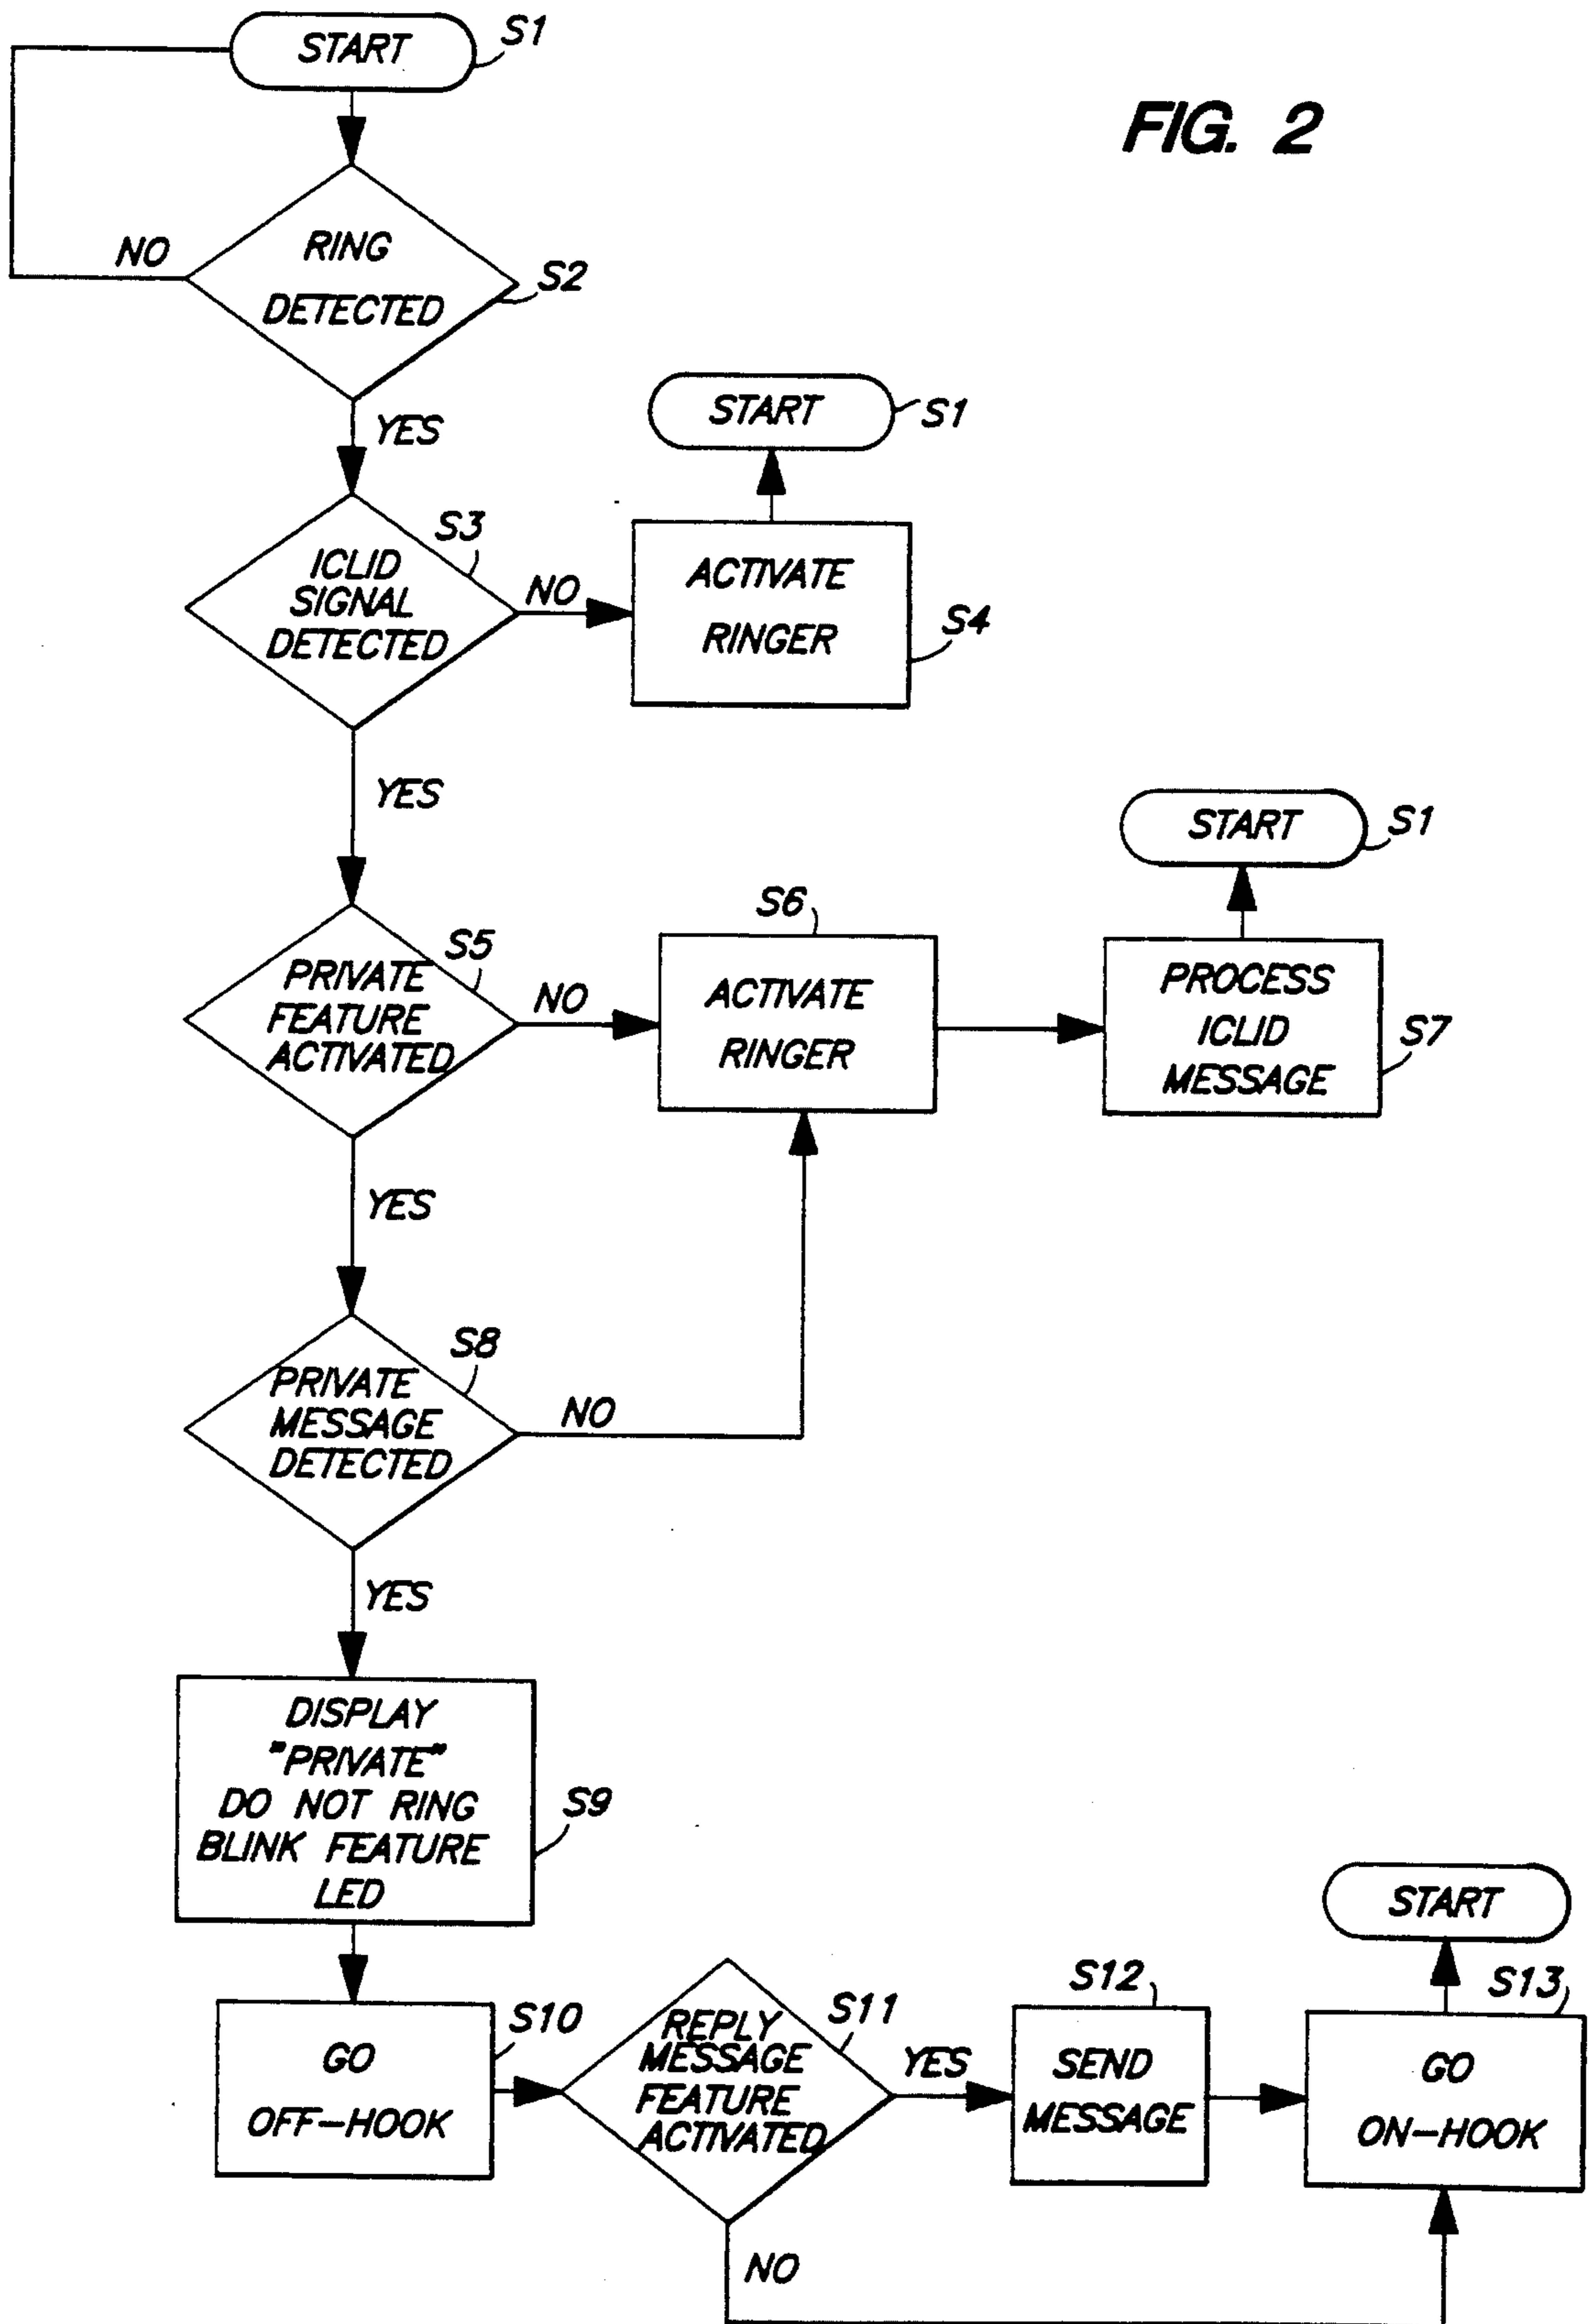 START
S1
FIG. 2
RING
DETECTED
NO
S2
YES
START
S1
ICLID
SIGNAL
DETECTED
S3
NO
ACTIVATE
RINGER
S4
YES
START
S1
PRIVATE
FEATURE
ACTIVATED
S5
NO
S6
ACTIVATE
RINGER
PROCESS
ICLID
MESSAGE
S7
YES
PRIVATE
MESSAGE
DETECTED
S8
NO
YES
DISPLAY
"PRIVATE"
DO NOT RING
BLINK FEATURE
LED
S9
GO
OFF-HOOK
S10
REPLY
MESSAGE
FEATURE
ACTIVATED
S11
YES
S12
SEND
MESSAGE
START
S13
GO
ON-HOOK
NO